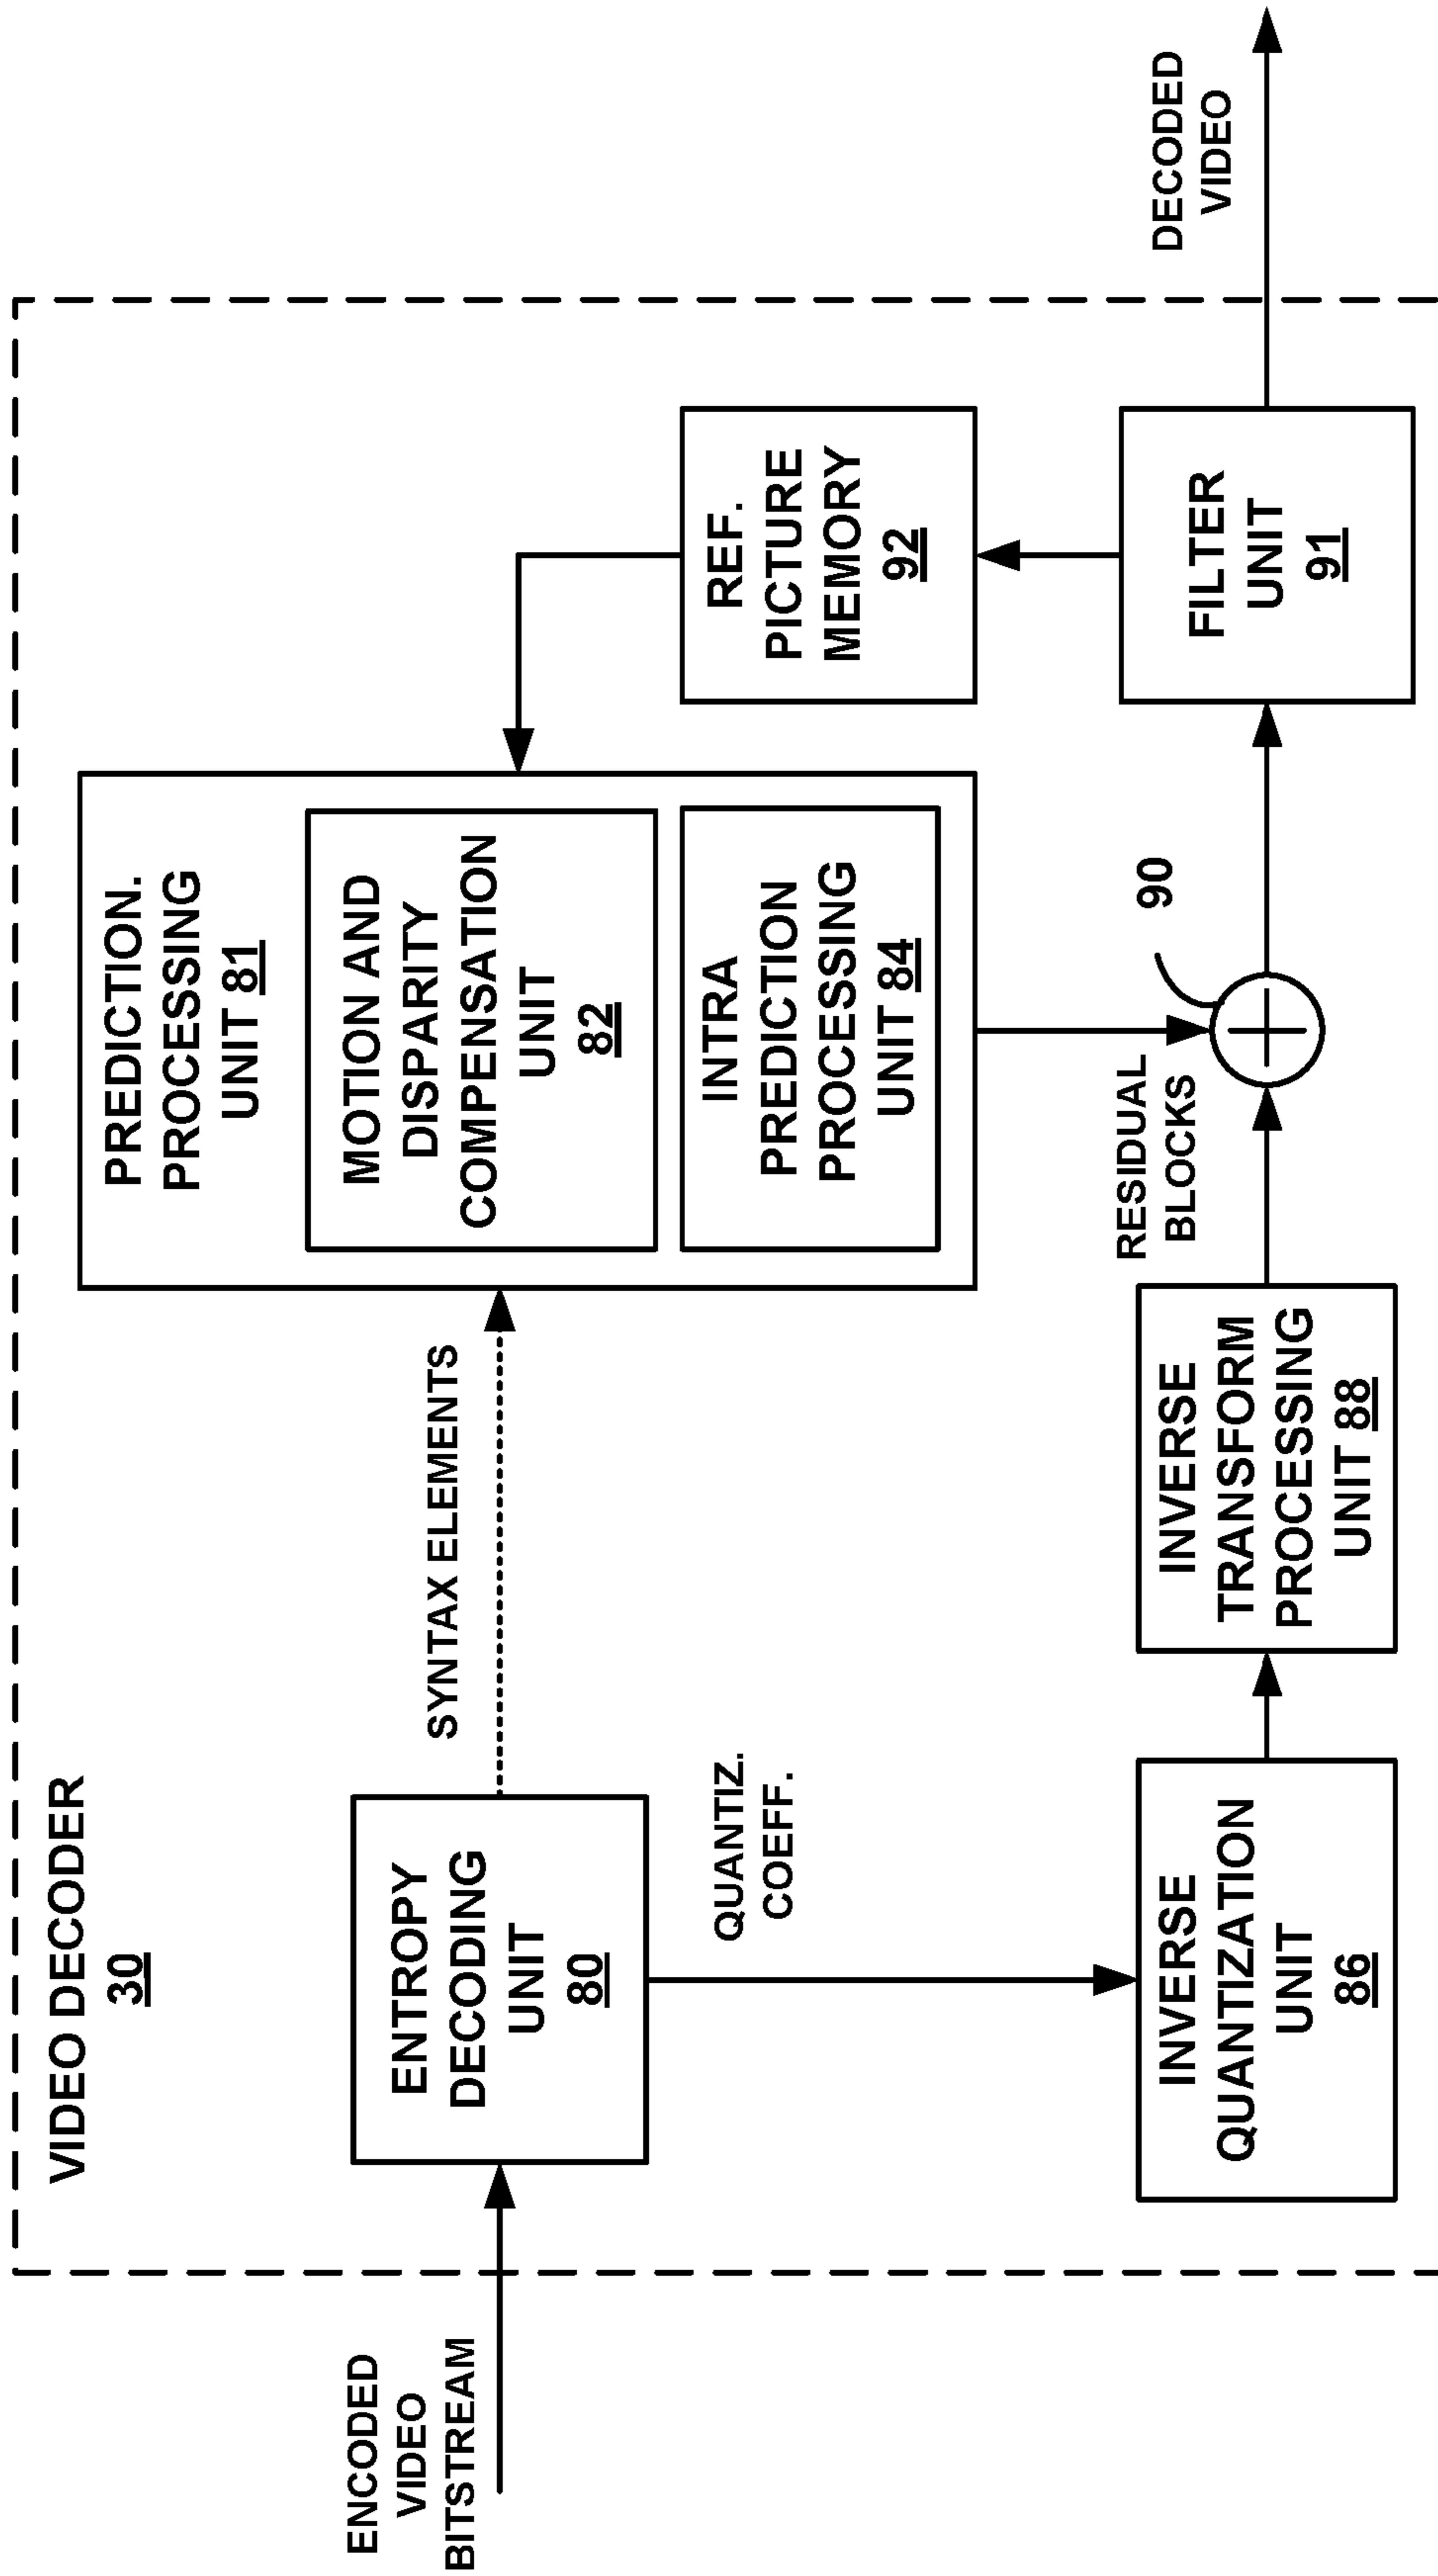 VIDEO DECODER
30
ENCODED
VIDEO
BITSTREAM
ENTROPY
DECODING
UNIT
80
SYNTAX ELEMENTS
PREDICTION.
PROCESSING
UNIT 81
MOTION AND
DISPARITY
COMPENSATION
UNIT
82
INTRA
PREDICTION
PROCESSING
UNIT 84
REF.
PICTURE
MEMORY
92
QUANTIZ.
COEFF.
INVERSE
QUANTIZATION
UNIT
86
INVERSE
TRANSFORM
PROCESSING
UNIT 88
RESIDUAL
BLOCKS
90
FILTER
UNIT
91
DECODED
VIDEO